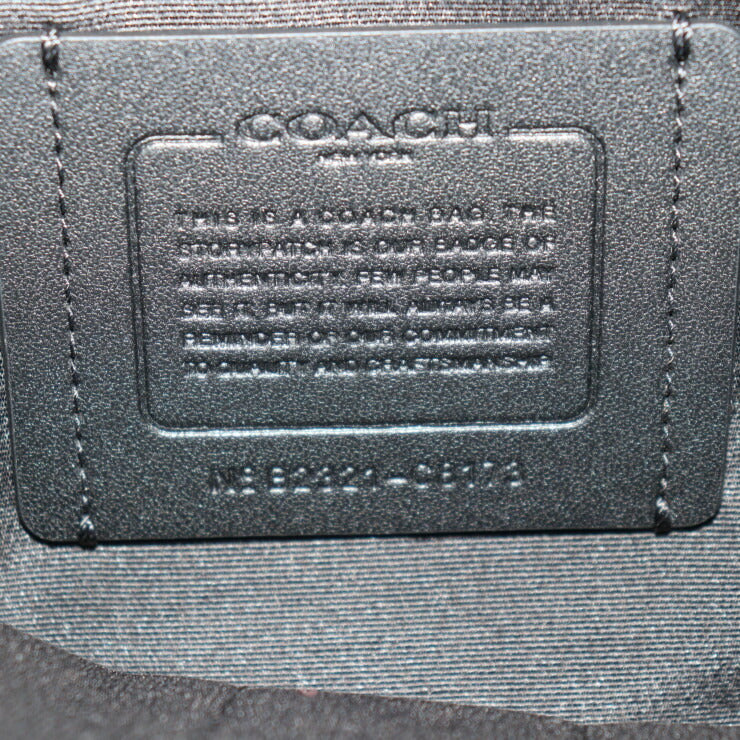 COACH
NEW YORK
THIS IS A COACH BAG. THE
STORYPATCH IS OUR BADGE OF
AUTHENTICITY. FEW PEOPLE MAY
SEE IT, BUT IT WILL ALWAYS BE A
REMINDER OF OUR COMMITMENT
TO QUALITY AND CRAFTSMANSHIP.